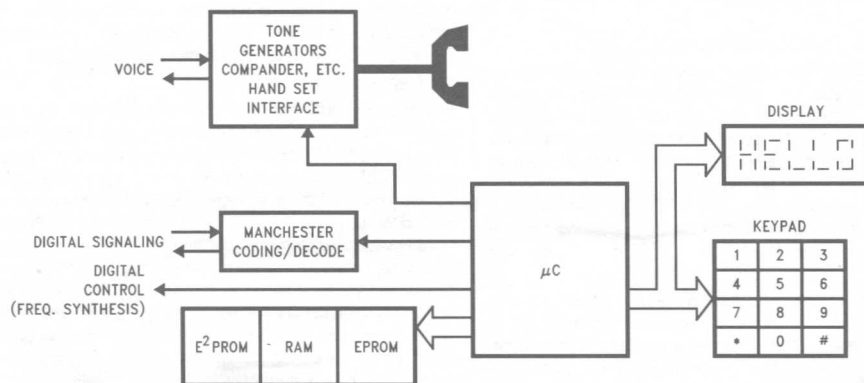 TONE
GENERATORS
COMPANDER, ETC.
HAND SET
INTERFACE
VOICE
DISPLAY
HELLO
MANCHESTER
CODING/DECODE
DIGITAL SIGNALING
DIGITAL
CONTROL
(FREQ. SYNTHESIS)
μC
KEYPAD
1 2 3
4 5 6
7 8 9
* 0 #
E²PROM RAM EPROM